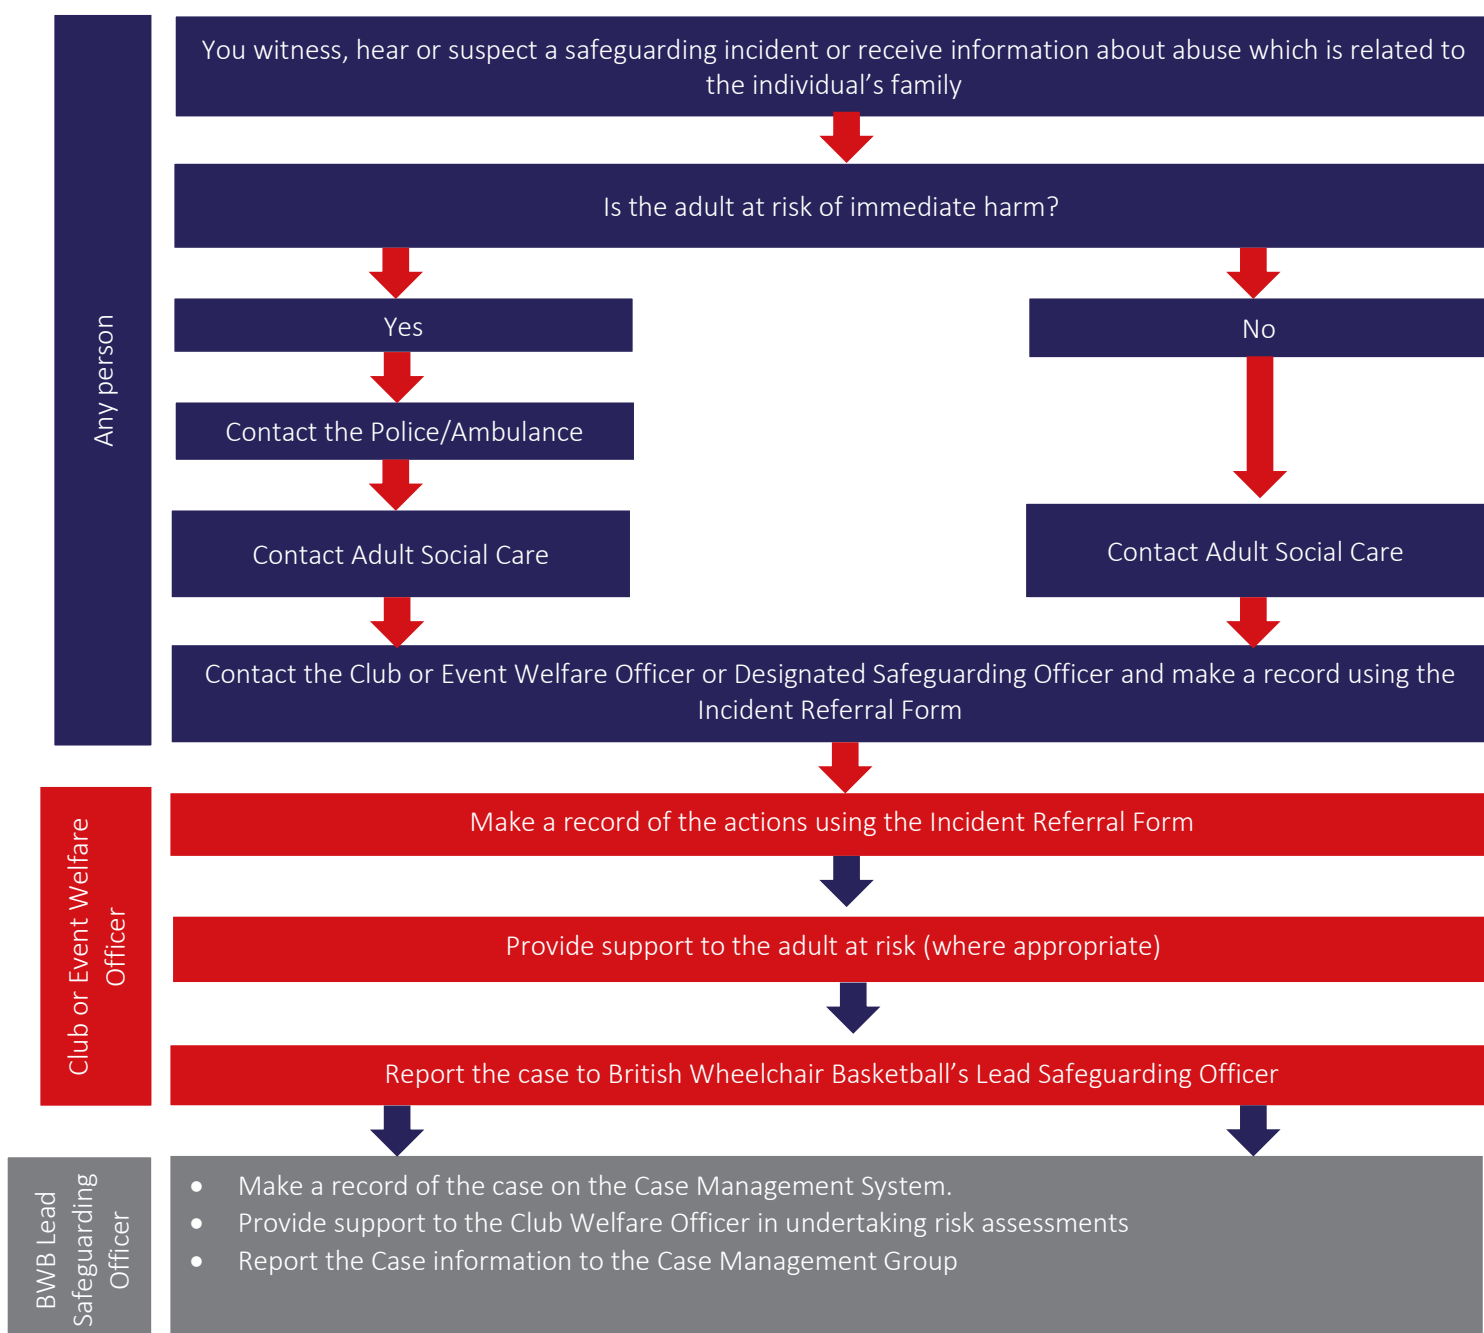 Any person
You witness, hear or suspect a safeguarding incident or receive information about abuse which is related to
the individual’s family
Is the adult at risk of immediate harm?
Yes
No
Contact the Police/Ambulance
Contact Adult Social Care
Contact Adult Social Care
Contact the Club or Event Welfare Officer or Designated Safeguarding Officer and make a record using the
Incident Referral Form
Club or Event Welfare
Officer
Make a record of the actions using the Incident Referral Form
Provide support to the adult at risk (where appropriate)
Report the case to British Wheelchair Basketball’s Lead Safeguarding Officer
BWB Lead
Safeguarding
Officer
• Make a record of the case on the Case Management System.
• Provide support to the Club Welfare Officer in undertaking risk assessments
• Report the Case information to the Case Management Group